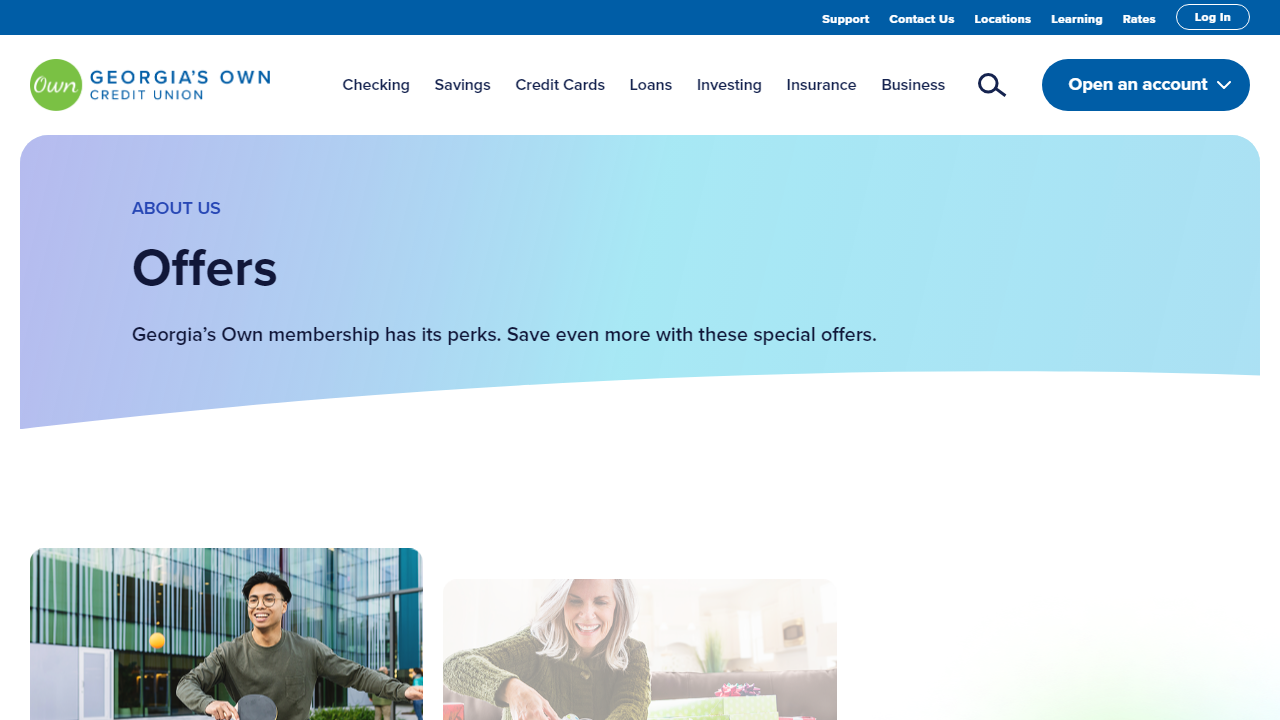 Support Contact Us Locations Learning Rates Log In
Own GEORGIA'S OWN
CREDIT UNION
Checking Savings Credit Cards Loans Investing Insurance Business Open an account
ABOUT US
Offers
Georgia’s Own membership has its perks. Save even more with these special offers.